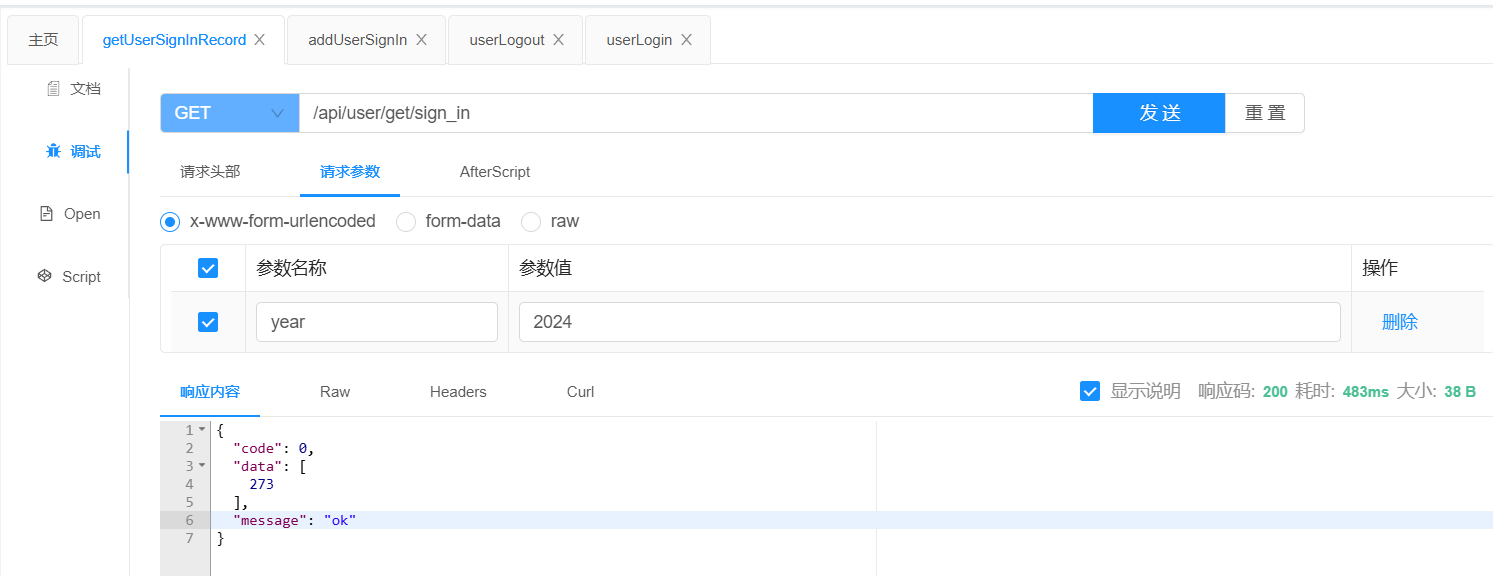 主页 getUserSignInRecord addUserSignIn userLogout userLogin
文档
调试
Open
Script
GET /api/user/get/sign_in 发 送 重 置
请求头部 请求参数 AfterScript
x-www-form-urlencoded form-data raw
参数名称 参数值 操作
year 2024 删除
响应内容 Raw Headers Curl 显示说明 响应码: 200 耗时: 483ms 大小: 38 B
1 {
2 "code": 0,
3 "data": [
4 273
5 ],
6 "message": "ok"
7 }